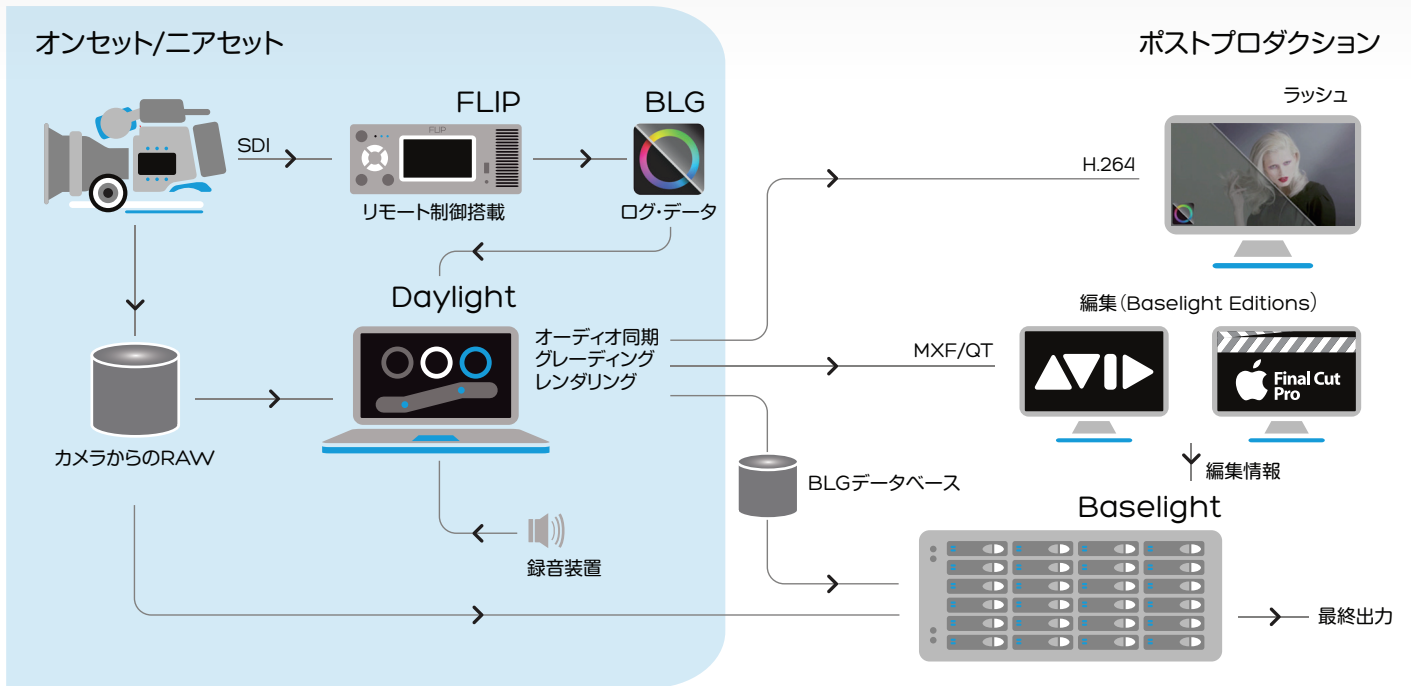 オンセット/ニアセット
ポストプロダクション
SDI
FLIP
FLIP
リモート制御搭載
BLG
ログ・データ
H.264
ラッシュ
Daylight
オーディオ同期
グレーディング
レンダリング
MXF/QT
編集(Baselight Editions)
AVID
Final Cut
Pro
カメラからのRAW
BLGデータベース
編集情報
Baselight
録音装置
最終出力